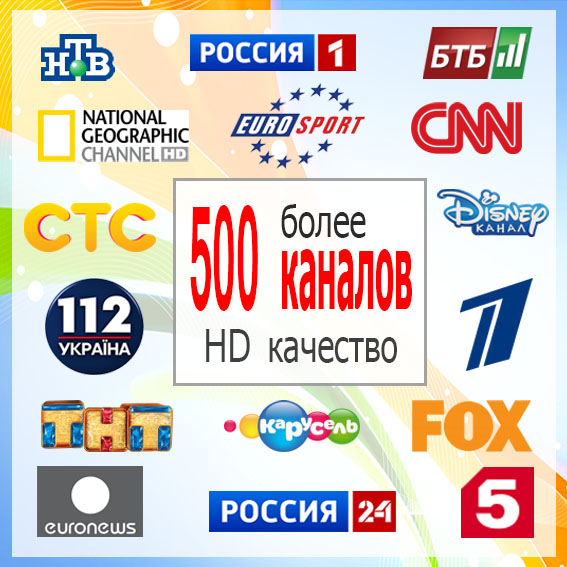 НТВ
РОССИЯ 1
БТБ
NATIONAL
GEOGRAPHIC
CHANNEL HD
EUROSPORT
CNN
СТС
более
500 каналов
HD качество
Disney
КАНАЛ
112
УКРАЇНА
1
ТНТ
Карусель
FOX
euronews
РОССИЯ 24
5